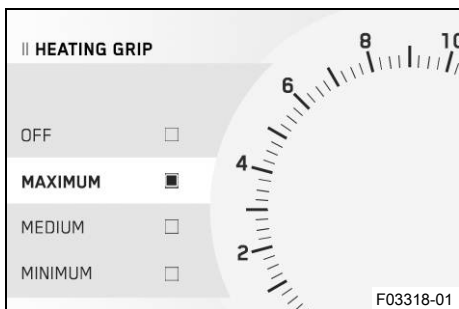 II HEATING GRIP
OFF
MAXIMUM
MEDIUM
MINIMUM
2
4
6
8
10
F03318-01